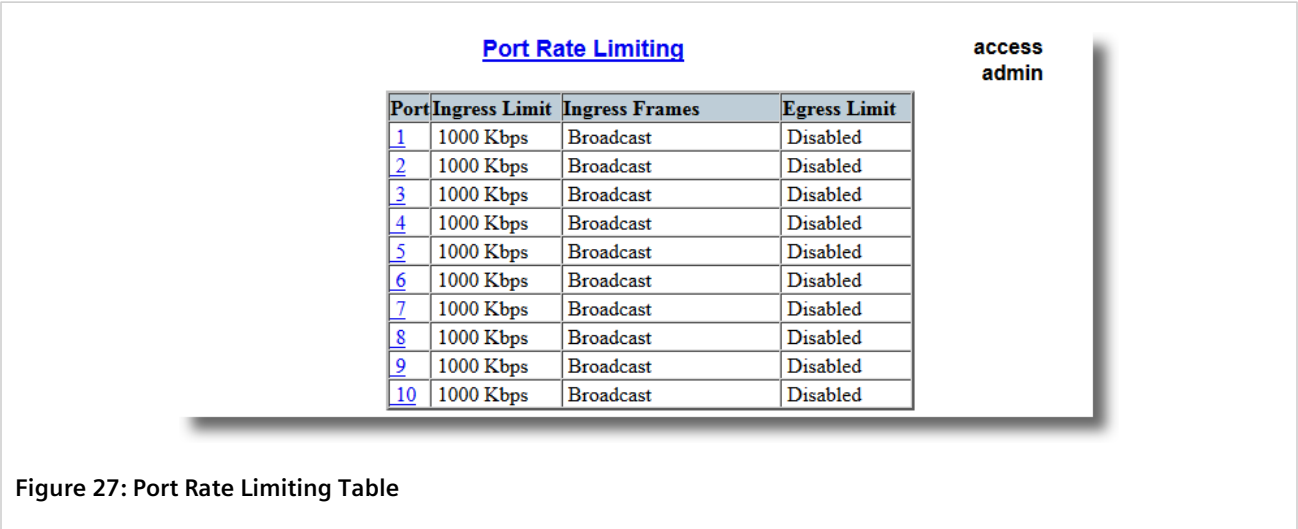 Port Rate Limiting
access
admin
Port Ingress Limit Ingress Frames Egress Limit
1 1000 Kbps Broadcast Disabled
2 1000 Kbps Broadcast Disabled
3 1000 Kbps Broadcast Disabled
4 1000 Kbps Broadcast Disabled
5 1000 Kbps Broadcast Disabled
6 1000 Kbps Broadcast Disabled
7 1000 Kbps Broadcast Disabled
8 1000 Kbps Broadcast Disabled
9 1000 Kbps Broadcast Disabled
10 1000 Kbps Broadcast Disabled
Figure 27: Port Rate Limiting Table